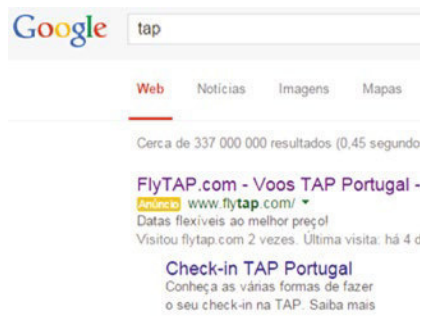 Google tap
Web Notícias Imagens Mapas
Cerca de 337 000 000 resultados (0,45 segundo
FlyTAP.com - Voos TAP Portugal -
Anúncio www.flytap.com/
Datas flexíveis ao melhor preço!
Visitou flytap.com 2 vezes. Última visita: há 4 d
Check-in TAP Portugal
Conheça as várias formas de fazer
o seu check-in na TAP. Saiba mais